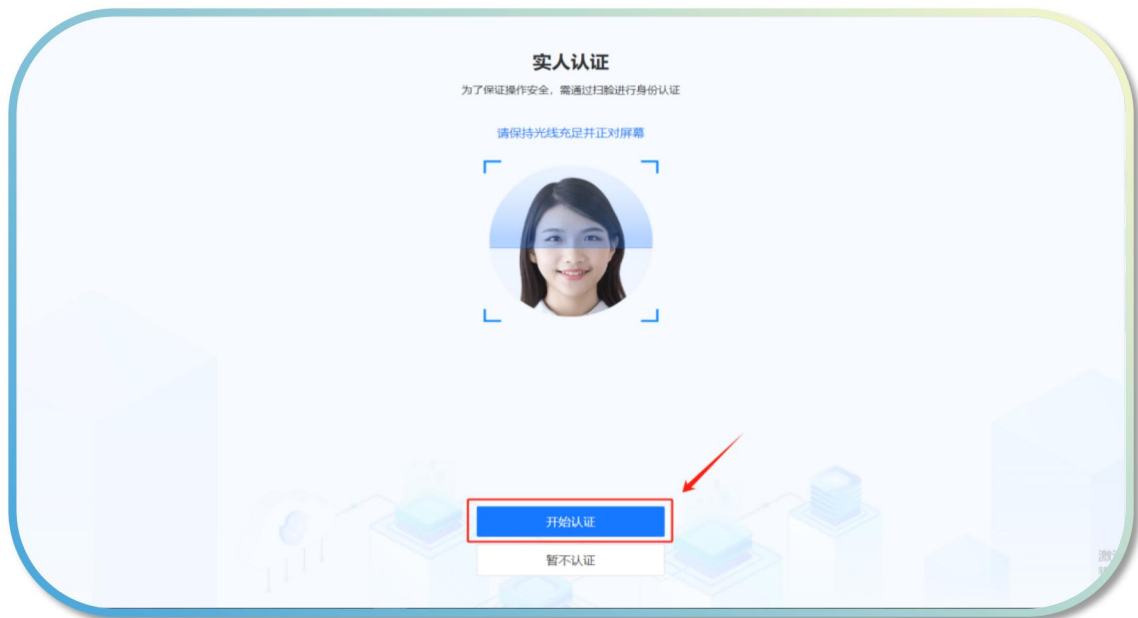 实人认证
为了保证操作安全，需通过扫脸进行身份认证
请保持光线充足并正对屏幕
开始认证
暂不认证